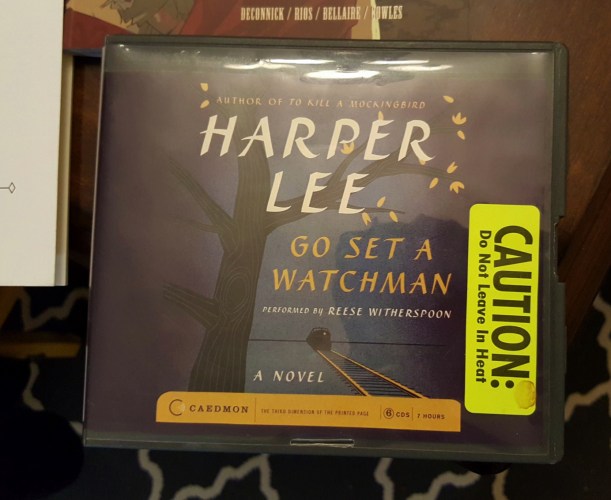 DECONNICK / RIOS / BELLAIRE / COWLES
AUTHOR OF TO KILL A MOCKINGBIRD
HARPER
LEE
GO SET A
WATCHMAN
PERFORMED BY REESE WITHERSPOON
A NOVEL
CAEDMON
THE THIRD DIMENSION OF THE PRINTED PAGE
6 CDS
7 HOURS
CAUTION:
Do Not Leave In Heat